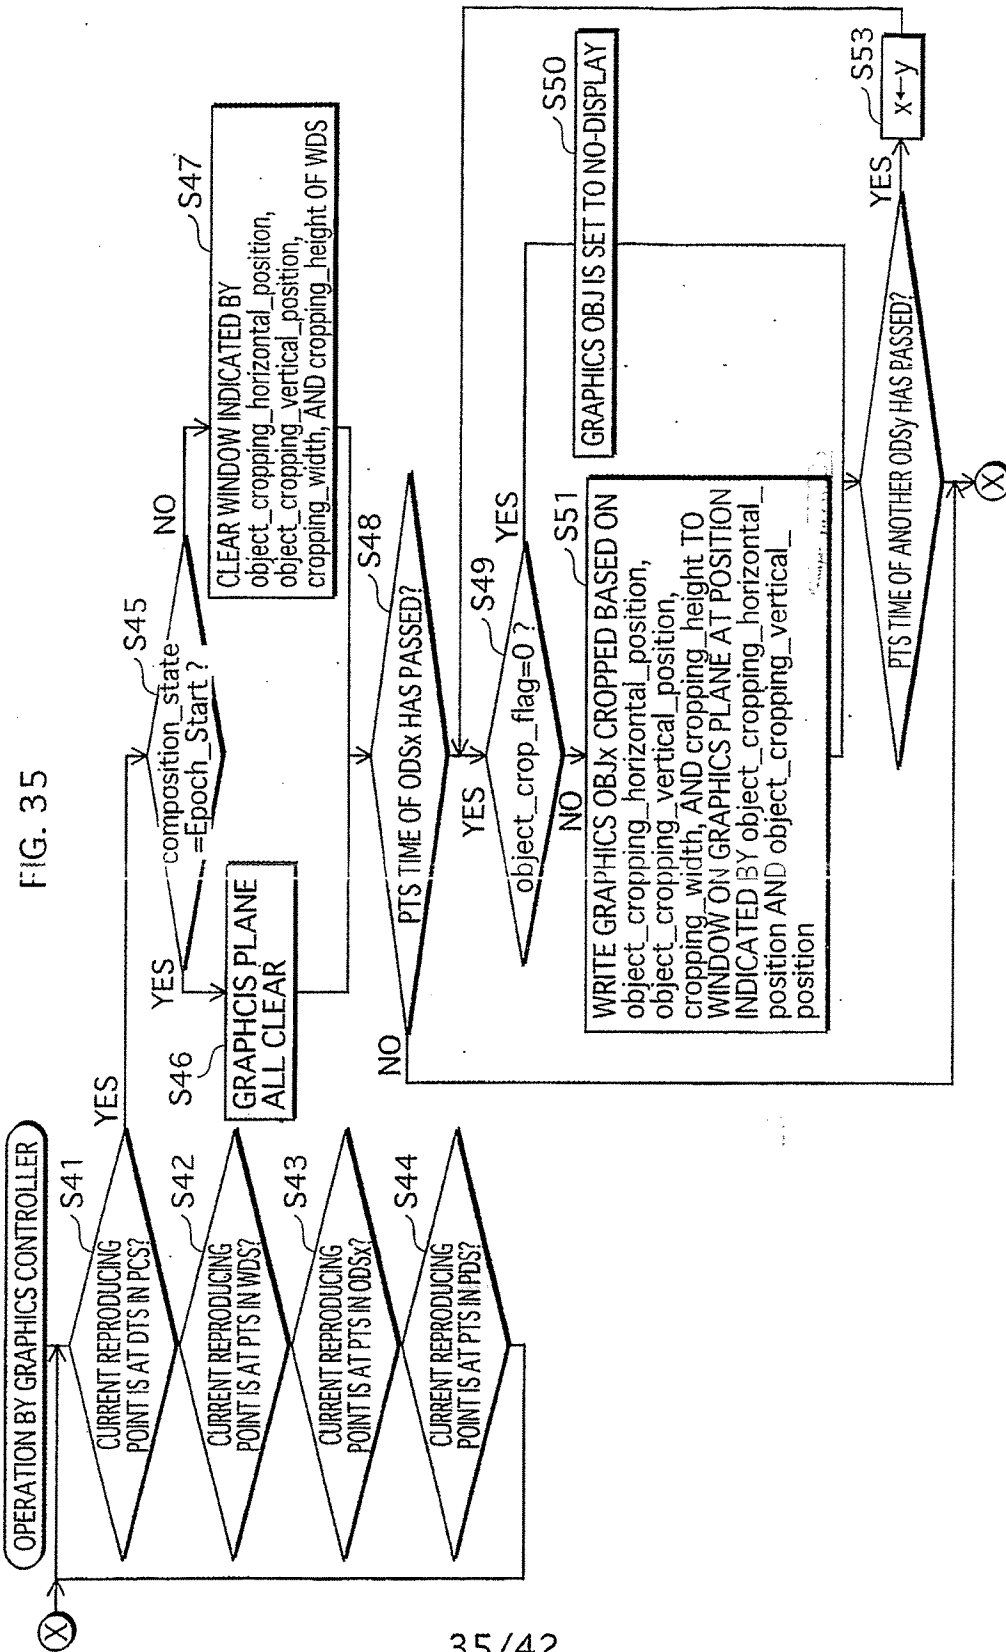 FIG. 35
OPERATION BY GRAPHICS CONTROLLER
X
S41
CURRENT REPRODUCING
POINT IS AT DTS IN PCS?
YES
S42
CURRENT REPRODUCING
POINT IS AT PTS IN WDS?
S43
CURRENT REPRODUCING
POINT IS AT PTS IN ODSx?
S44
CURRENT REPRODUCING
POINT IS AT PTS IN PDS?
S45
composition_state
=Epoch_Start ?
YES
NO
S46
GRAPHCIS PLANE
ALL CLEAR
S47
CLEAR WINDOW INDICATED BY
object_cropping_horizontal_position,
object_cropping_vertical_position,
cropping_width, AND cropping_height OF WDS
S48
PTS TIME OF ODSx HAS PASSED?
NO
YES
S49
object_crop_flag=0 ?
YES
NO
S50
GRAPHICS OBJ IS SET TO NO-DISPLAY
S51
WRITE GRAPHICS OBJx CROPPED BASED ON
object_cropping_horizontal_position,
object_cropping_vertical_position,
cropping_width, AND cropping_height TO
WINDOW ON GRAPHICS PLANE AT POSITION
INDICATED BY object_cropping_horizontal_
position AND object_cropping_vertical_
position
PTS TIME OF ANOTHER ODSy HAS PASSED?
YES
S53
x←y
X
35/42